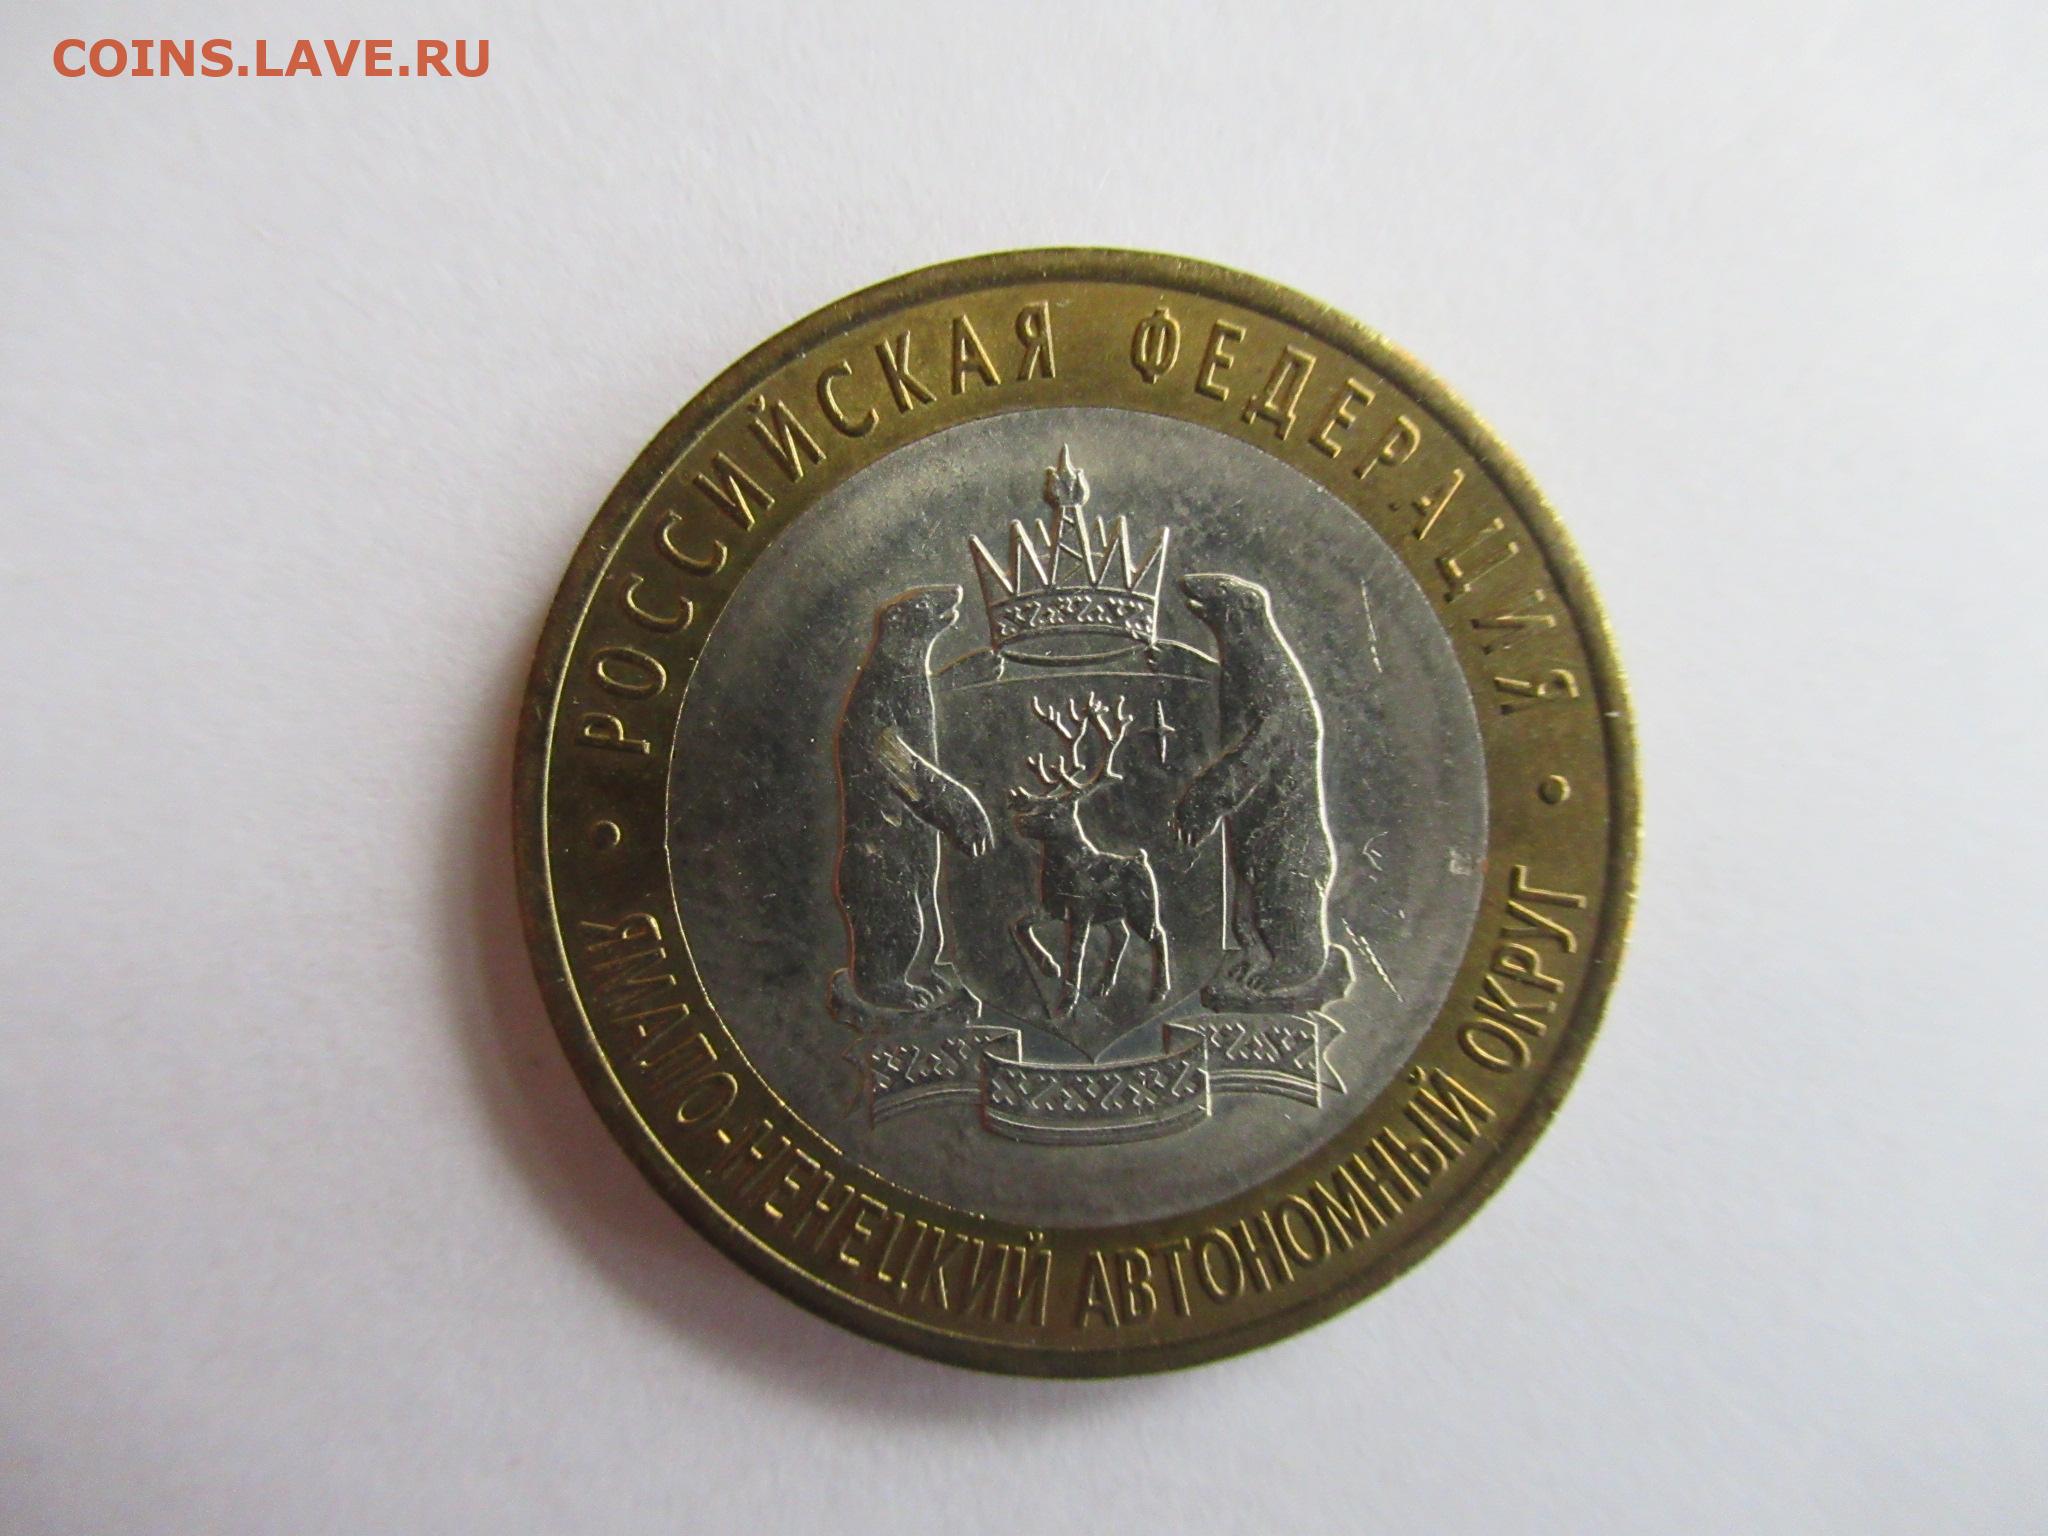 COINS.LAVE.RU
РОССИЙСКАЯ ФЕДЕРАЦИЯ
ЯМАЛО-НЕНЕЦКИЙ АВТОНОМНЫЙ ОКРУГ